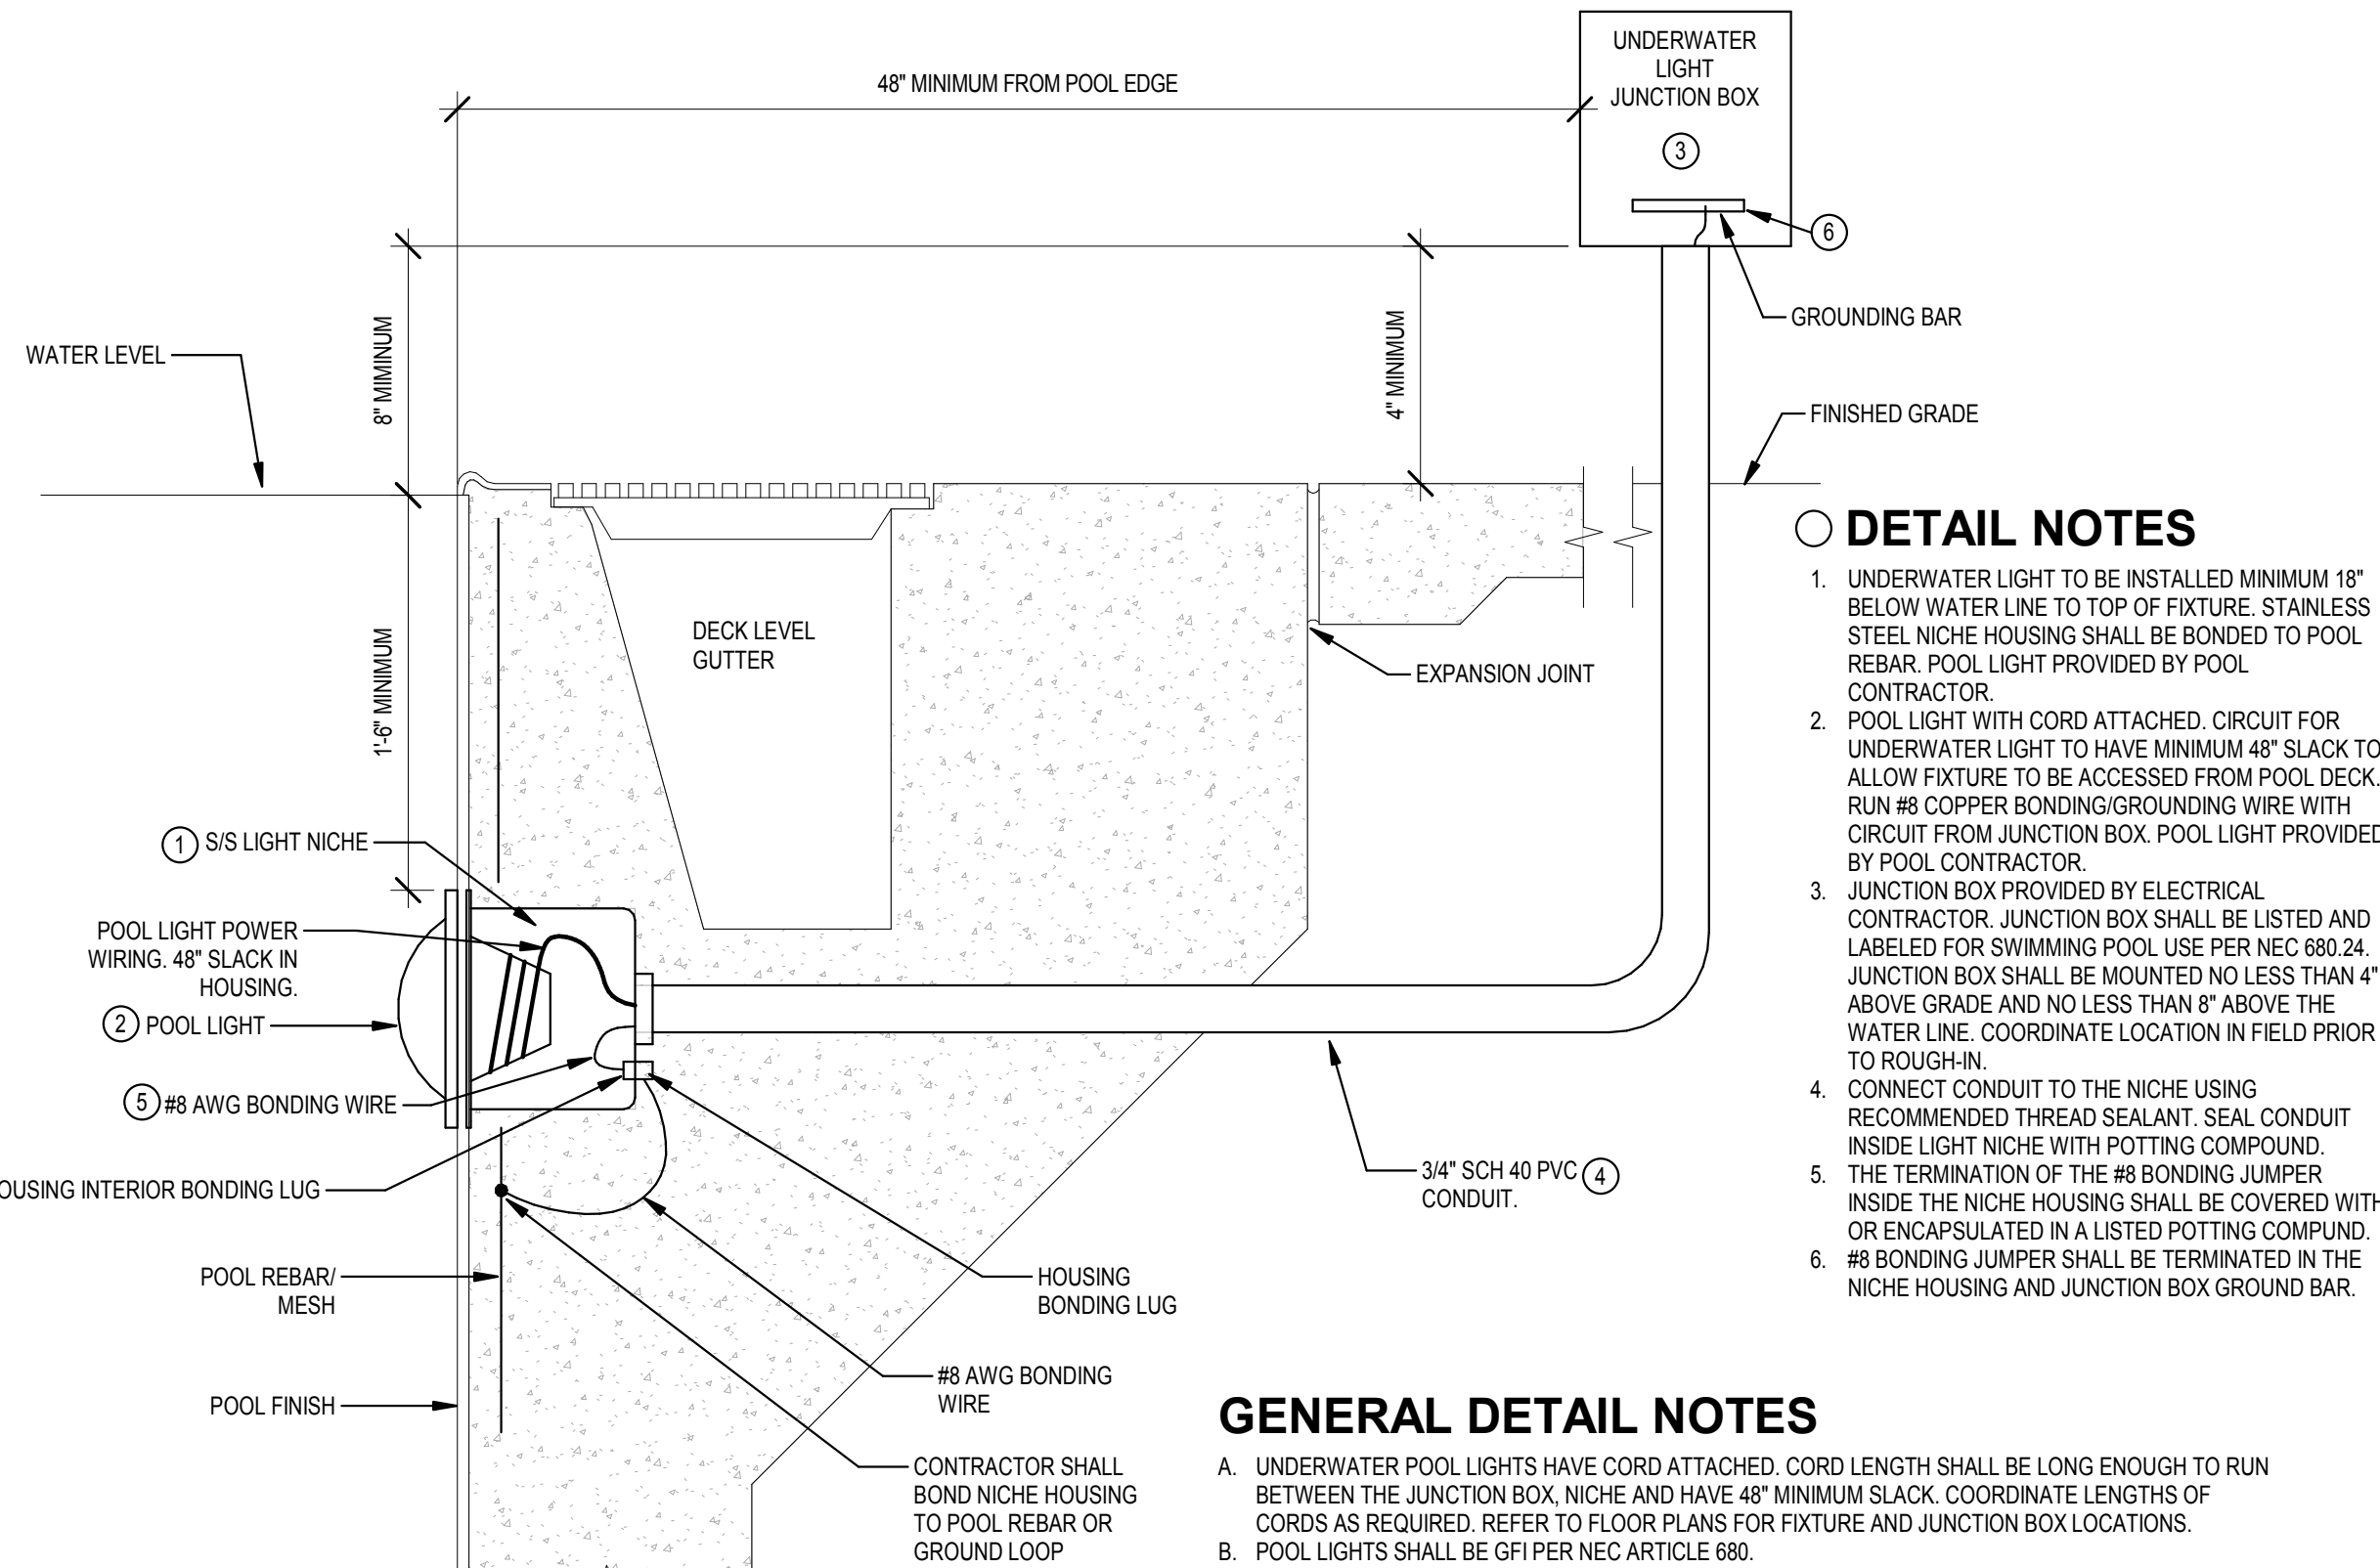 UNDERWATER
LIGHT
JUNCTION BOX
3
6
48" MINIMUM FROM POOL EDGE
GROUNDING BAR
WATER LEVEL
8" MIMINUM
4" MINIMUM
FINISHED GRADE
DECK LEVEL
GUTTER
1'-6" MINIMUM
EXPANSION JOINT
1 S/S LIGHT NICHE
POOL LIGHT POWER
WIRING. 48" SLACK IN
HOUSING.
2 POOL LIGHT
5 #8 AWG BONDING WIRE
INTERIOR BONDING LUG
3/4" SCH 40 PVC 4
CONDUIT.
POOL REBAR/
MESH
HOUSING
BONDING LUG
#8 AWG BONDING
WIRE
POOL FINISH
CONTRACTOR SHALL
BOND NICHE HOUSING
TO POOL REBAR OR
GROUND LOOP
DETAIL NOTES
1. UNDERWATER LIGHT TO BE INSTALLED MINIMUM 18"
BELOW WATER LINE TO TOP OF FIXTURE. STAINLESS
STEEL NICHE HOUSING SHALL BE BONDED TO POOL
REBAR. POOL LIGHT PROVIDED BY POOL
CONTRACTOR.
2. POOL LIGHT WITH CORD ATTACHED. CIRCUIT FOR
UNDERWATER LIGHT TO HAVE MINIMUM 48" SLACK TO
ALLOW FIXTURE TO BE ACCESSED FROM POOL DECK.
RUN #8 COPPER BONDING/GROUNDING WIRE WITH
CIRCUIT FROM JUNCTION BOX. POOL LIGHT PROVIDED
BY POOL CONTRACTOR.
3. JUNCTION BOX PROVIDED BY ELECTRICAL
CONTRACTOR. JUNCTION BOX SHALL BE LISTED AND
LABELED FOR SWIMMING POOL USE PER NEC 680.24.
JUNCTION BOX SHALL BE MOUNTED NO LESS THAN 4"
ABOVE GRADE AND NO LESS THAN 8" ABOVE THE
WATER LINE. COORDINATE LOCATION IN FIELD PRIOR
TO ROUGH-IN.
4. CONNECT CONDUIT TO THE NICHE USING
RECOMMENDED THREAD SEALANT. SEAL CONDUIT
INSIDE LIGHT NICHE WITH POTTING COMPOUND.
5. THE TERMINATION OF THE #8 BONDING JUMPER
INSIDE THE NICHE HOUSING SHALL BE COVERED WITH
OR ENCAPSULATED IN A LISTED POTTING COMPUND.
6. #8 BONDING JUMPER SHALL BE TERMINATED IN THE
NICHE HOUSING AND JUNCTION BOX GROUND BAR.
GENERAL DETAIL NOTES
A. UNDERWATER POOL LIGHTS HAVE CORD ATTACHED. CORD LENGTH SHALL BE LONG ENOUGH TO RUN
BETWEEN THE JUNCTION BOX, NICHE AND HAVE 48" MINIMUM SLACK. COORDINATE LENGTHS OF
CORDS AS REQUIRED. REFER TO FLOOR PLANS FOR FIXTURE AND JUNCTION BOX LOCATIONS.
B. POOL LIGHTS SHALL BE GFI PER NEC ARTICLE 680.